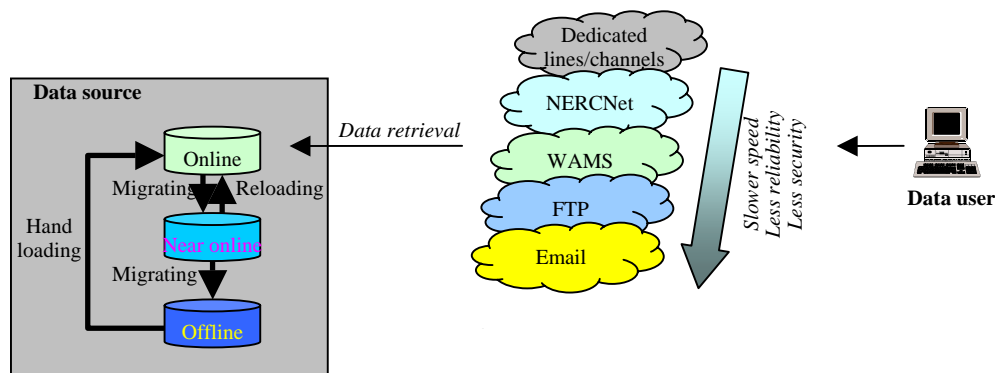 Data source
Online
Migrating
Reloading
Hand
loading
Near online
Migrating
Offline
Data retrieval
Dedicated
lines/channels
NERCNet
WAMS
FTP
Email
Slower speed
Less reliability
Less security
Data user